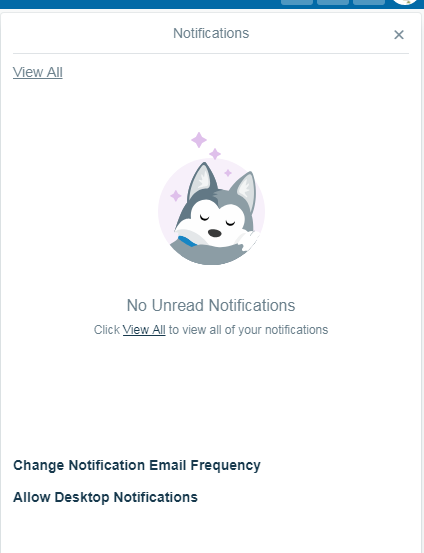 Notifications
×
View All
No Unread Notifications
Click View All to view all of your notifications
Change Notification Email Frequency
Allow Desktop Notifications